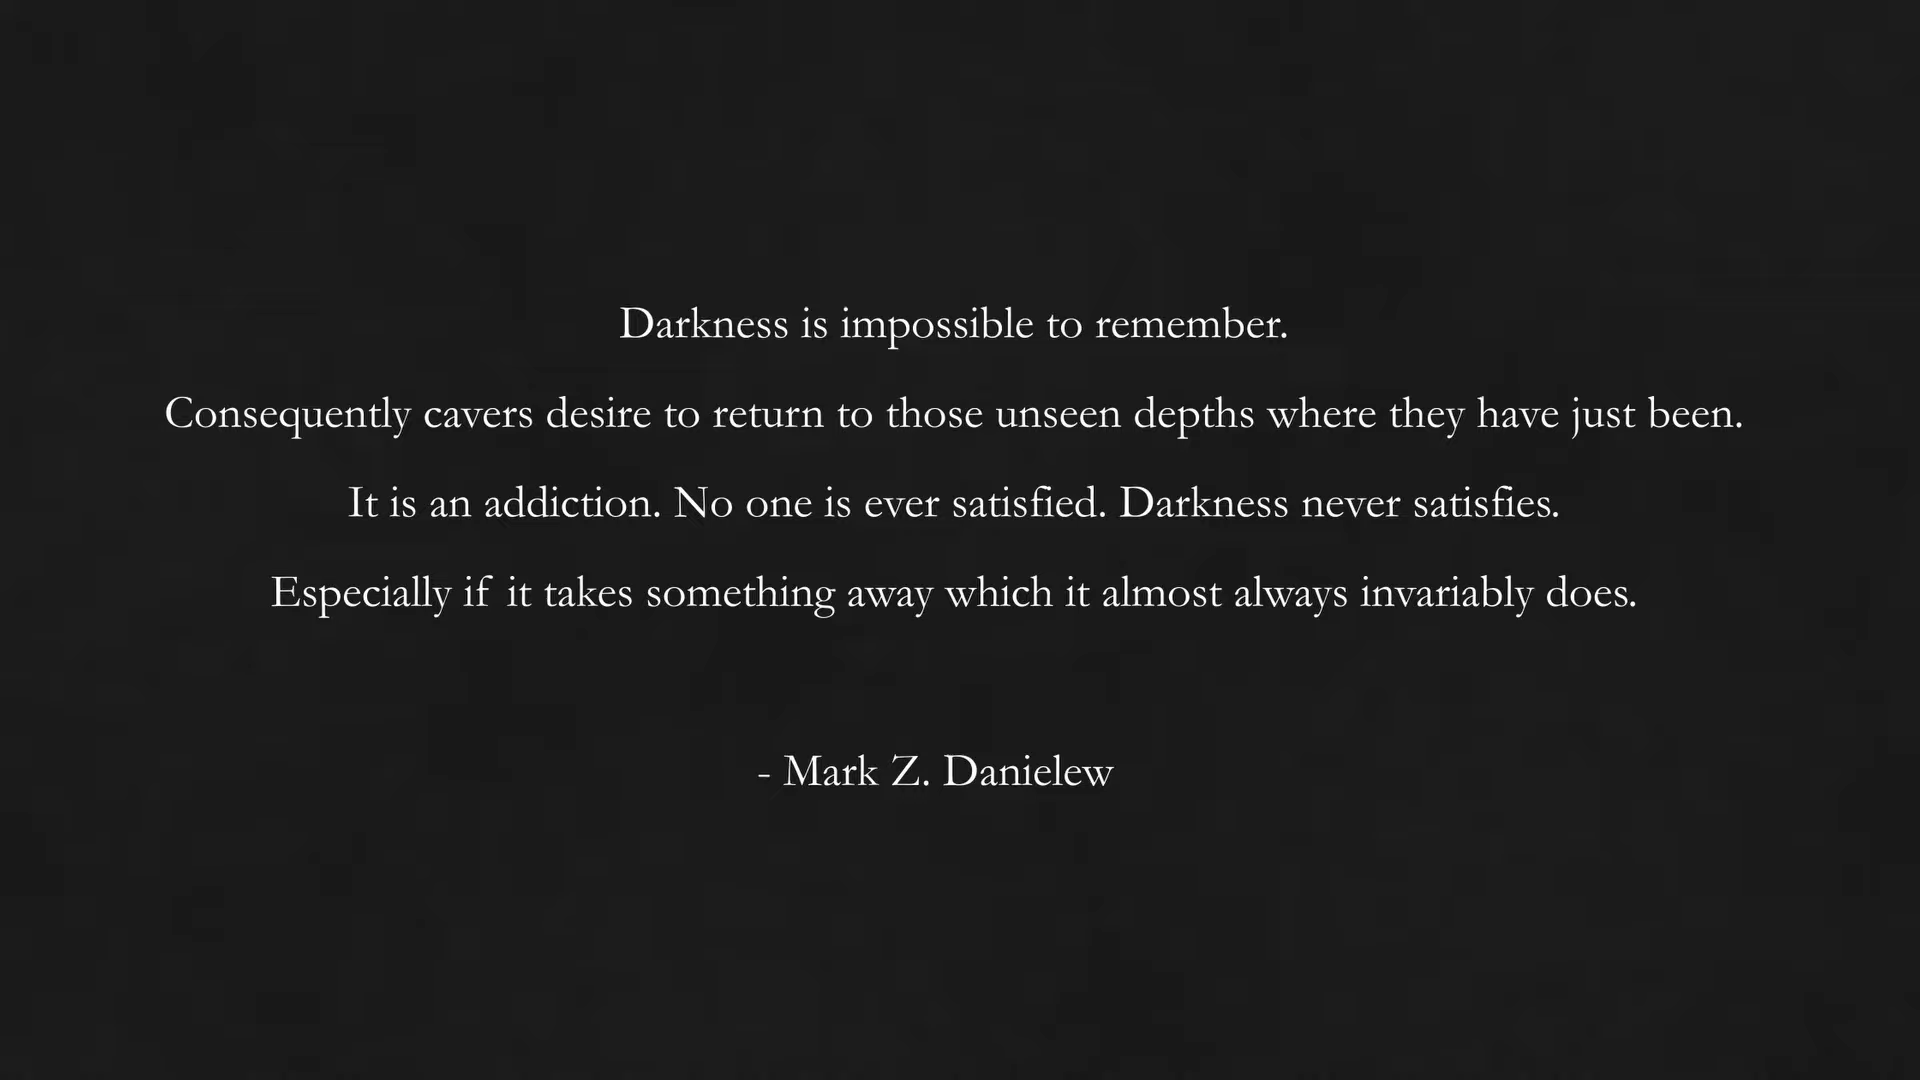 Darkness is impossible to remember.
Consequently cavers desire to return to those unseen depths where they have just been.
It is an addiction. No one is ever satisfied. Darkness never satisfies.
Especially if it takes something away which it almost always invariably does.
- Mark Z. Danielew